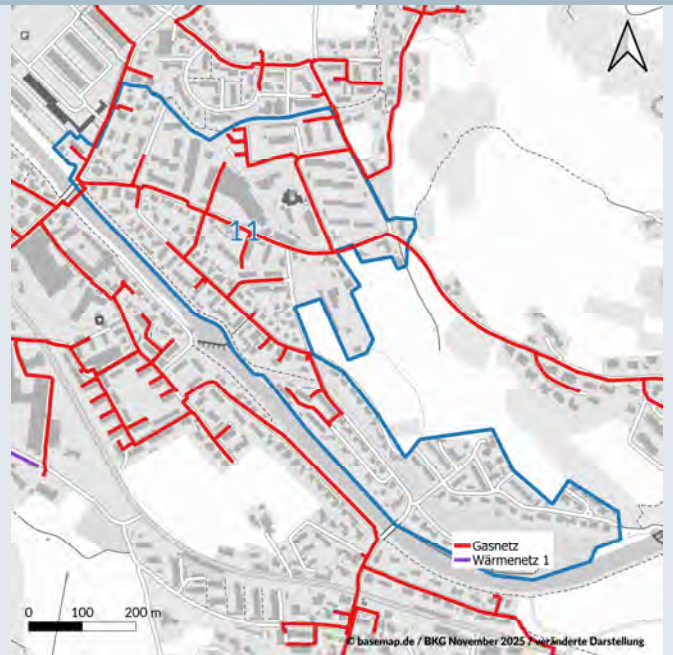 11
Gasnetz
Wärmenetz 1
0 100 200 m
© basemap.de / BKG November 2025 / veränderte Darstellung